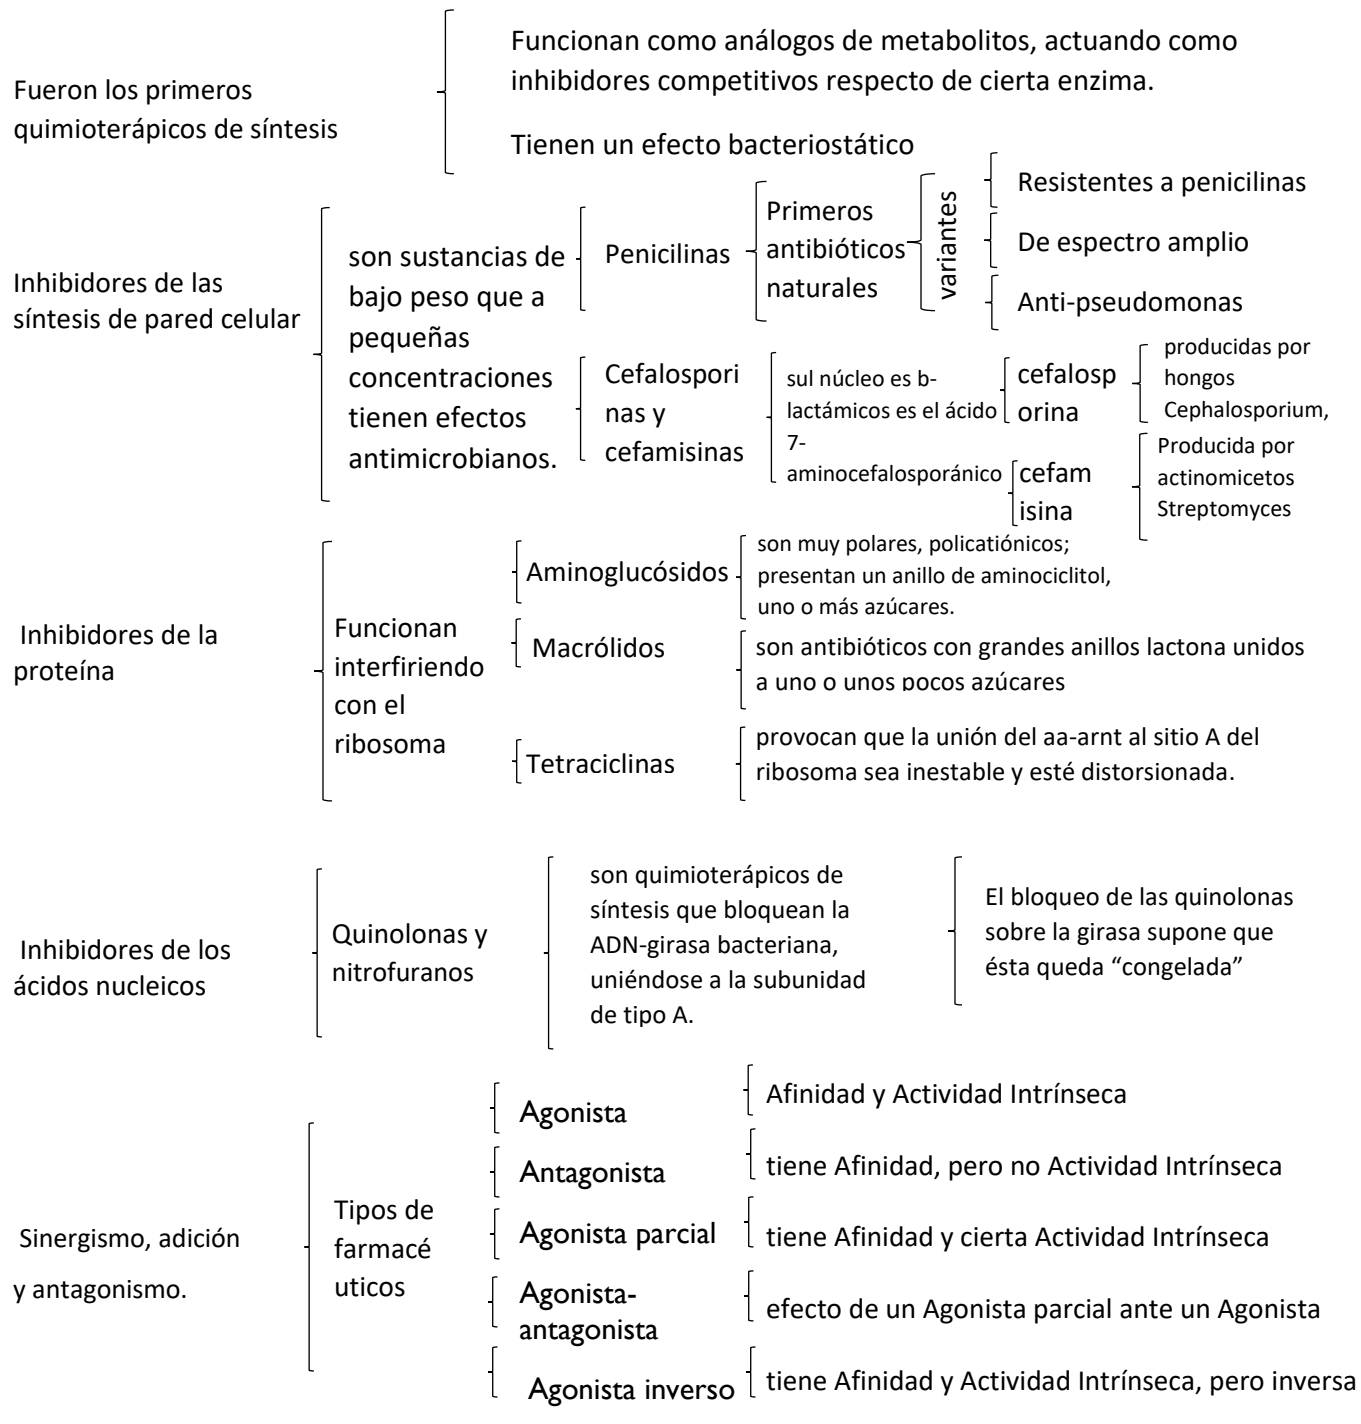 Fueron los primeros
quimioterápicos de síntesis
Funcionan como análogos de metabolitos, actuando como
inhibidores competitivos respecto de cierta enzima.
Tienen un efecto bacteriostático
Inhibidores de las
síntesis de pared celular
son sustancias de
bajo peso que a
pequeñas
concentraciones
tienen efectos
antimicrobianos.
Penicilinas
Primeros
antibióticos
naturales
variantes
Resistentes a penicilinas
De espectro amplio
Anti-pseudomonas
Cefalospori
nas y
cefamisinas
sul núcleo es b-
lactámicos es el ácido
7-
aminocefalosporánico
cefalosp
orina
producidas por
hongos
Cephalosporium,
cefam
isina
Producida por
actinomicetos
Streptomyces
Inhibidores de la
proteína
Funcionan
interfiriendo
con el
ribosoma
Aminoglucósidos
son muy polares, policatiónicos;
presentan un anillo de aminociclitol,
uno o más azúcares.
Macrólidos
son antibióticos con grandes anillos lactona unidos
a uno o unos pocos azúcares
Tetraciclinas
provocan que la unión del aa-arnt al sitio A del
ribosoma sea inestable y esté distorsionada.
Inhibidores de los
ácidos nucleicos
Quinolonas y
nitrofuranos
son quimioterápicos de
síntesis que bloquean la
ADN-girasa bacteriana,
uniéndose a la subunidad
de tipo A.
El bloqueo de las quinolonas
sobre la girasa supone que
ésta queda “congelada”
Sinergismo, adición
y antagonismo.
Tipos de
farmacé
uticos
Agonista
Afinidad y Actividad Intrínseca
Antagonista
tiene Afinidad, pero no Actividad Intrínseca
Agonista parcial
tiene Afinidad y cierta Actividad Intrínseca
Agonista-
antagonista
efecto de un Agonista parcial ante un Agonista
Agonista inverso
tiene Afinidad y Actividad Intrínseca, pero inversa